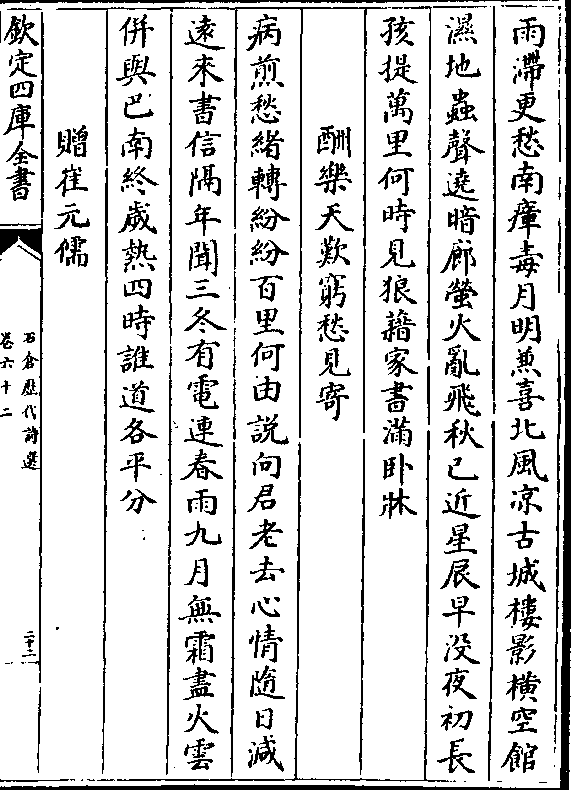 雨滯更愁南瘴毒月明兼喜北風凉古城樓影横空館
濕地蟲聲遶暗廊螢火亂飛秋已近星辰早没夜初長
孩提萬里何時見狼藉家書滿卧牀
酬樂天歎窮愁見寄
病煎愁緒轉紛紛百里何由説向君老去心情隨日減
逺來書信隔年聞三冬有電連春雨九月無霜盡火雲
併與巴南終歲熱四時誰道各平分
贈崔元儒
欽定四庫全書
石倉歴代詩選
卷六十二
二十二